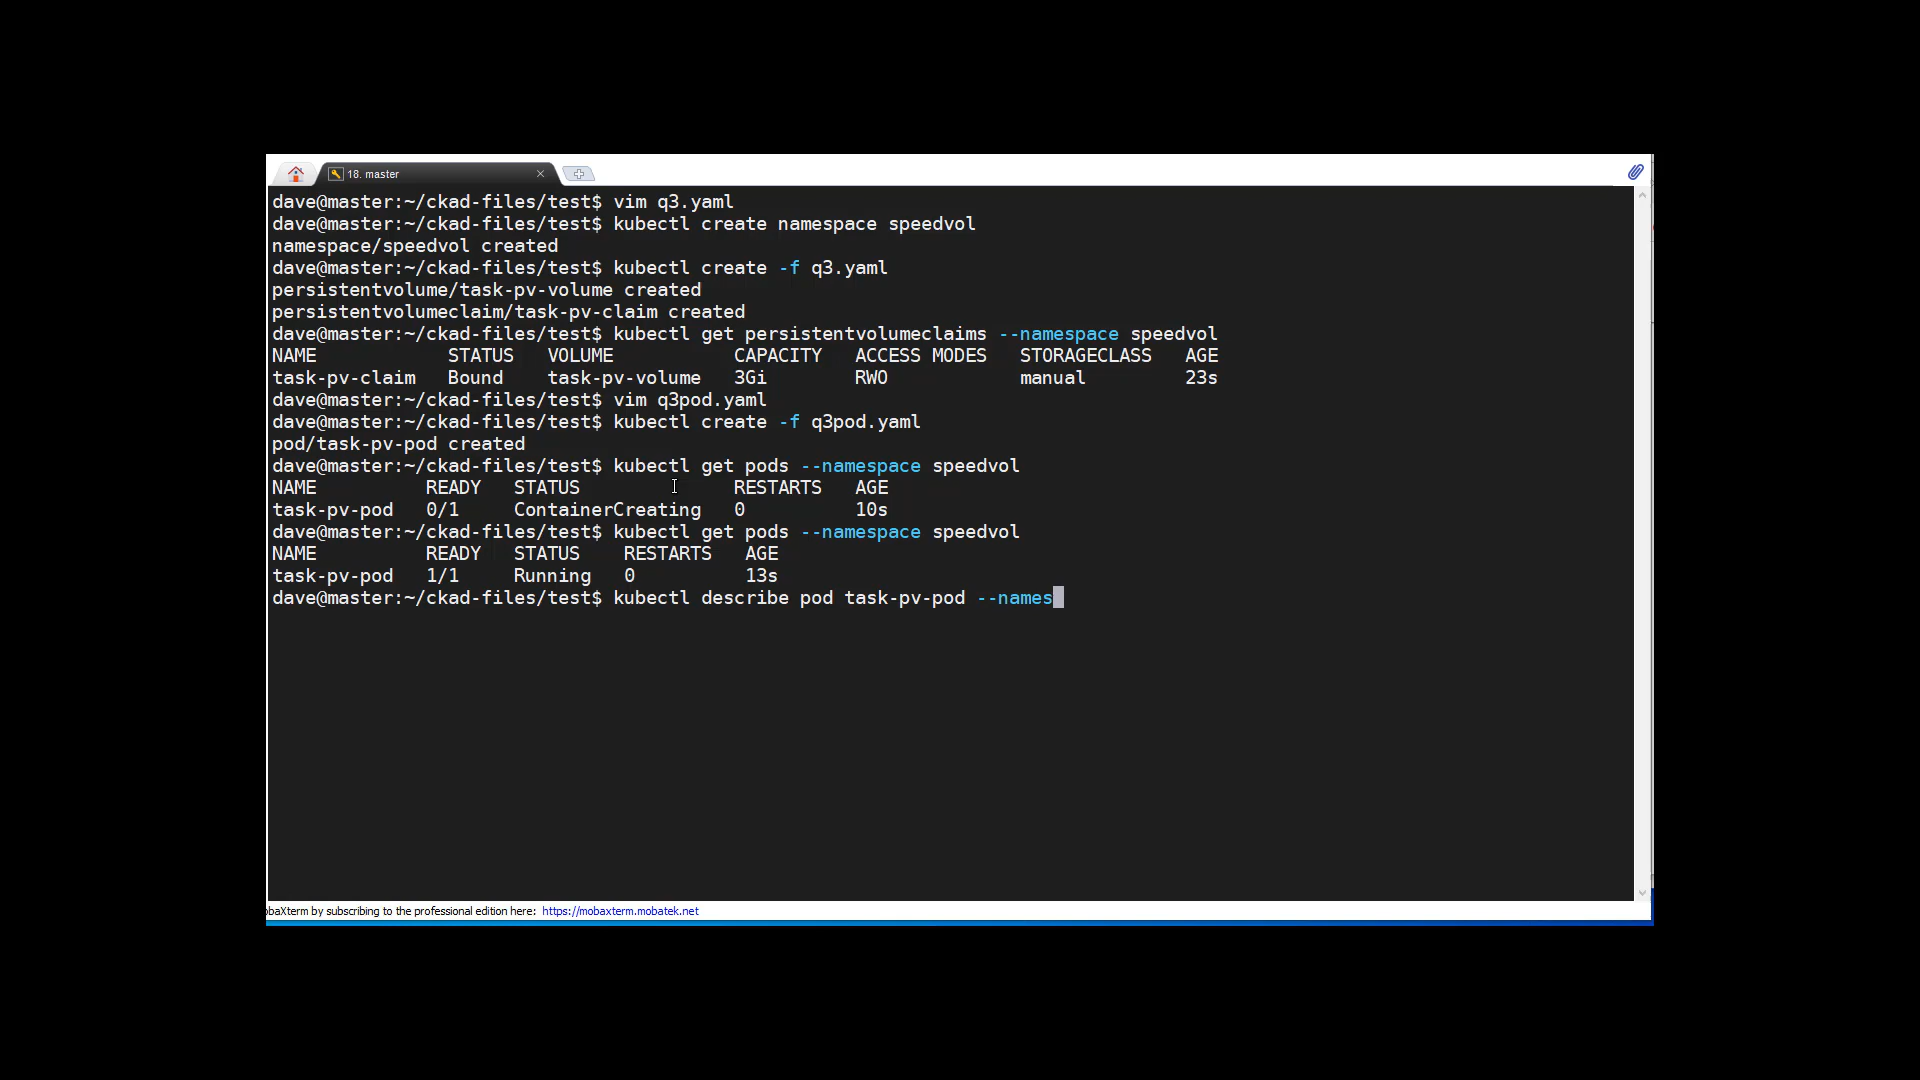 18. master
dave@master:~/ckad-files/test$ vim q3.yaml
dave@master:~/ckad-files/test$ kubectl create namespace speedvol
namespace/speedvol created
dave@master:~/ckad-files/test$ kubectl create -f q3.yaml
persistentvolume/task-pv-volume created
persistentvolumeclaim/task-pv-claim created
dave@master:~/ckad-files/test$ kubectl get persistentvolumeclaims --namespace speedvol
NAME            STATUS   VOLUME           CAPACITY   ACCESS MODES   STORAGECLASS   AGE
task-pv-claim   Bound    task-pv-volume   3Gi        RWO            manual         23s
dave@master:~/ckad-files/test$ vim q3pod.yaml
dave@master:~/ckad-files/test$ kubectl create -f q3pod.yaml
pod/task-pv-pod created
dave@master:~/ckad-files/test$ kubectl get pods --namespace speedvol
NAME          READY   STATUS              RESTARTS   AGE
task-pv-pod   0/1     ContainerCreating   0          10s
dave@master:~/ckad-files/test$ kubectl get pods --namespace speedvol
NAME          READY   STATUS    RESTARTS   AGE
task-pv-pod   1/1     Running   0          13s
dave@master:~/ckad-files/test$ kubectl describe pod task-pv-pod --names
obaXterm by subscribing to the professional edition here: https://mobaxterm.mobatek.net